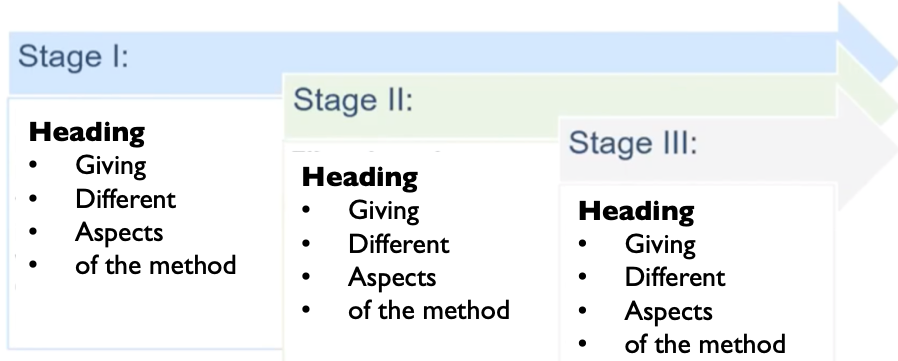 Stage I:
Heading
• Giving
• Different
• Aspects
• of the method
Stage II:
Heading
• Giving
• Different
• Aspects
• of the method
Stage III:
Heading
• Giving
• Different
• Aspects
• of the method